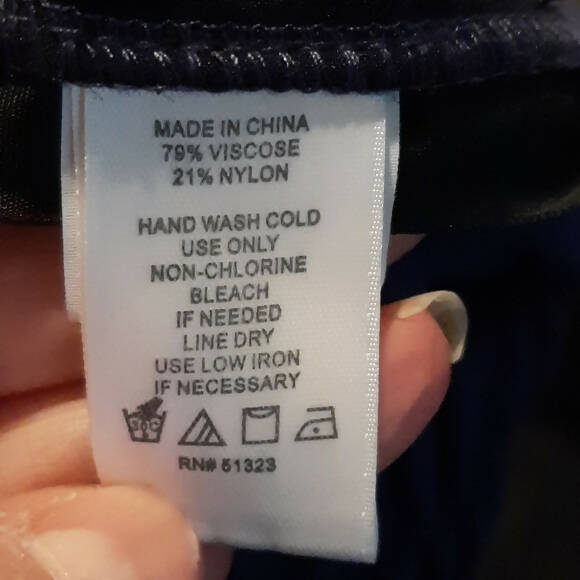 MADE IN CHINA
79% VISCOSE
21% NYLON
HAND WASH COLD
USE ONLY
NON-CHLORINE
BLEACH
IF NEEDED
LINE DRY
USE LOW IRON
IF NECESSARY
30C
RN# 51323